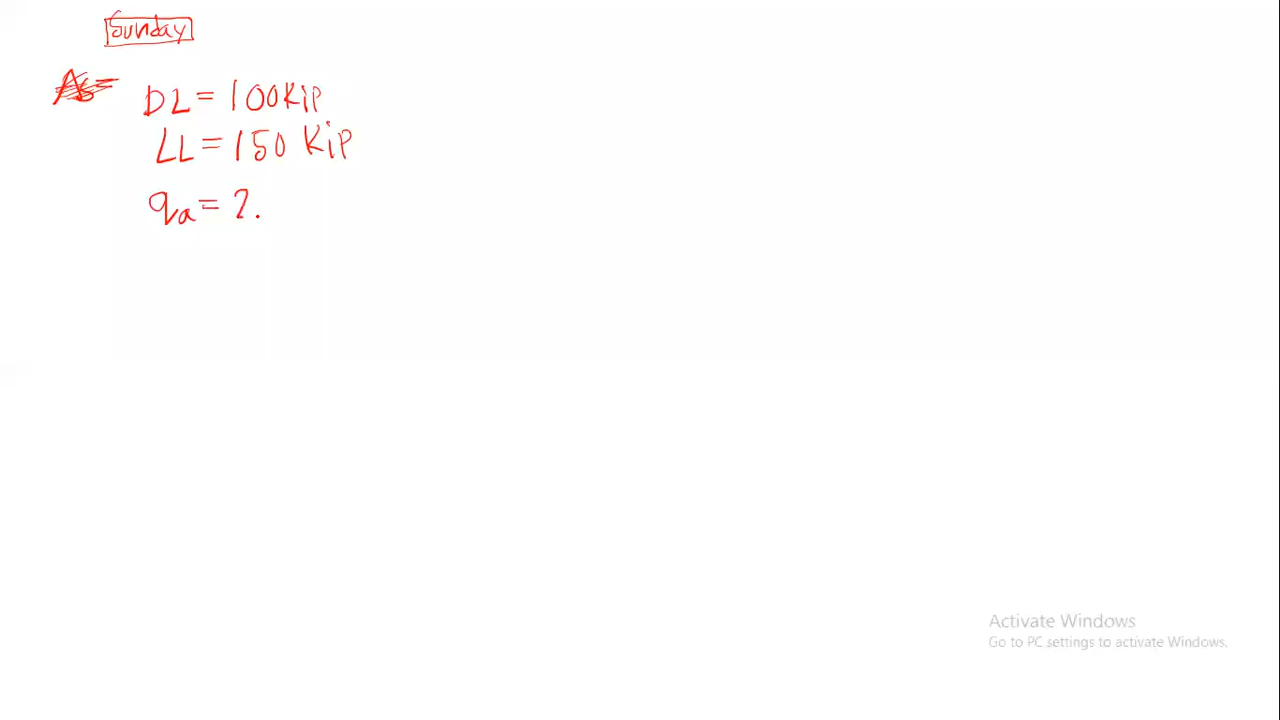 Sunday
DL = 100 Kip
LL = 150 Kip
qa = 2.
Activate Windows
Go to PC settings to activate Windows.